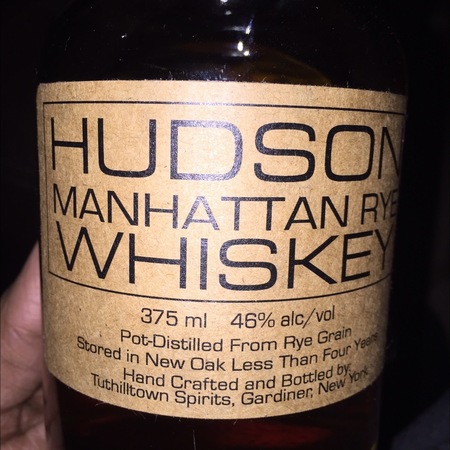 HUDSON
MANHATTAN RYE
WHISKEY
375 ml 46% alc/vol
Pot-Distilled From Rye Grain
Stored in New Oak Less Than Four Years
Hand Crafted and Bottled by,
Tuthilltown Spirits, Gardiner, New York